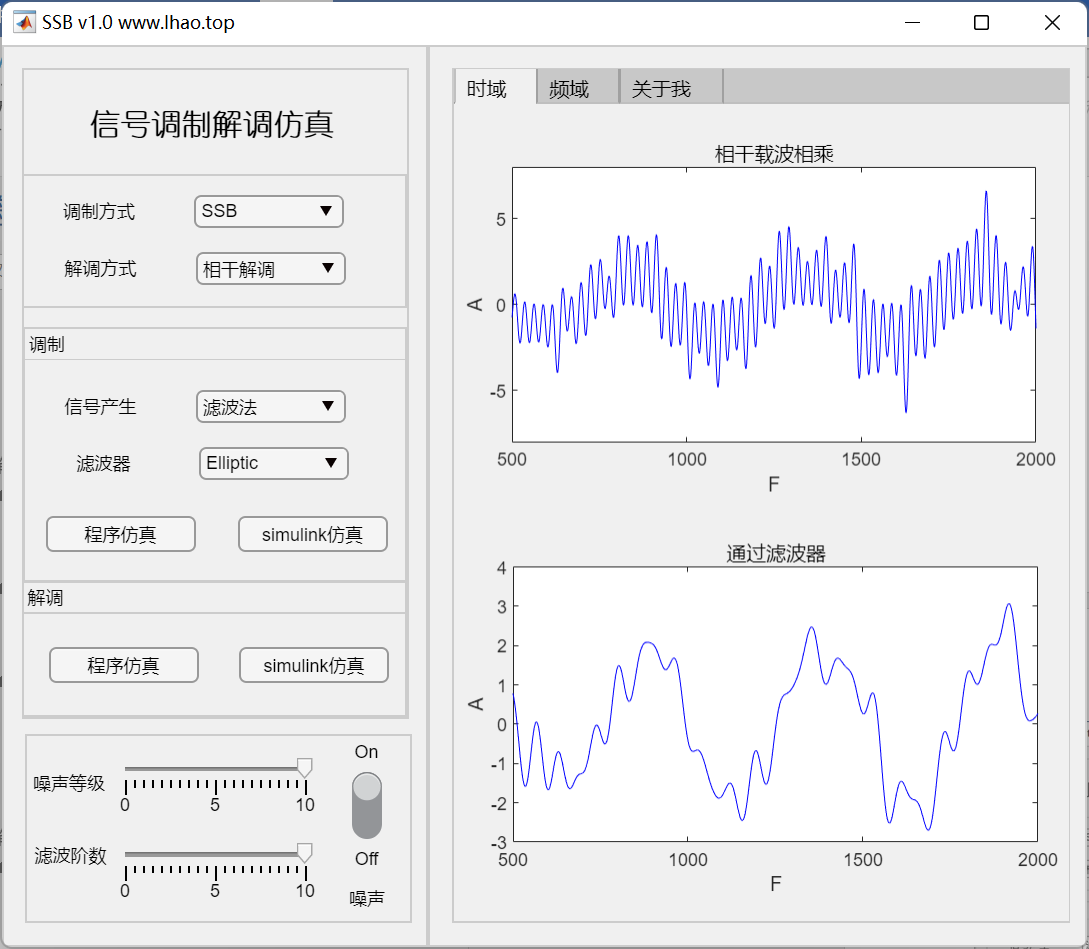 SSB v1.0 www.lhao.top
信号调制解调仿真
调制方式 SSB
解调方式 相干解调
调制
信号产生 滤波法
滤波器 Elliptic
程序仿真 simulink仿真
解调
程序仿真 simulink仿真
噪声等级
0 5 10
滤波阶数
0 5 10
On
Off
噪声
时域 频域 关于我
相干载波相乘
5
0
-5
A
500 1000 1500 2000
F
通过滤波器
4
3
2
1
0
-1
-2
-3
A
500 1000 1500 2000
F